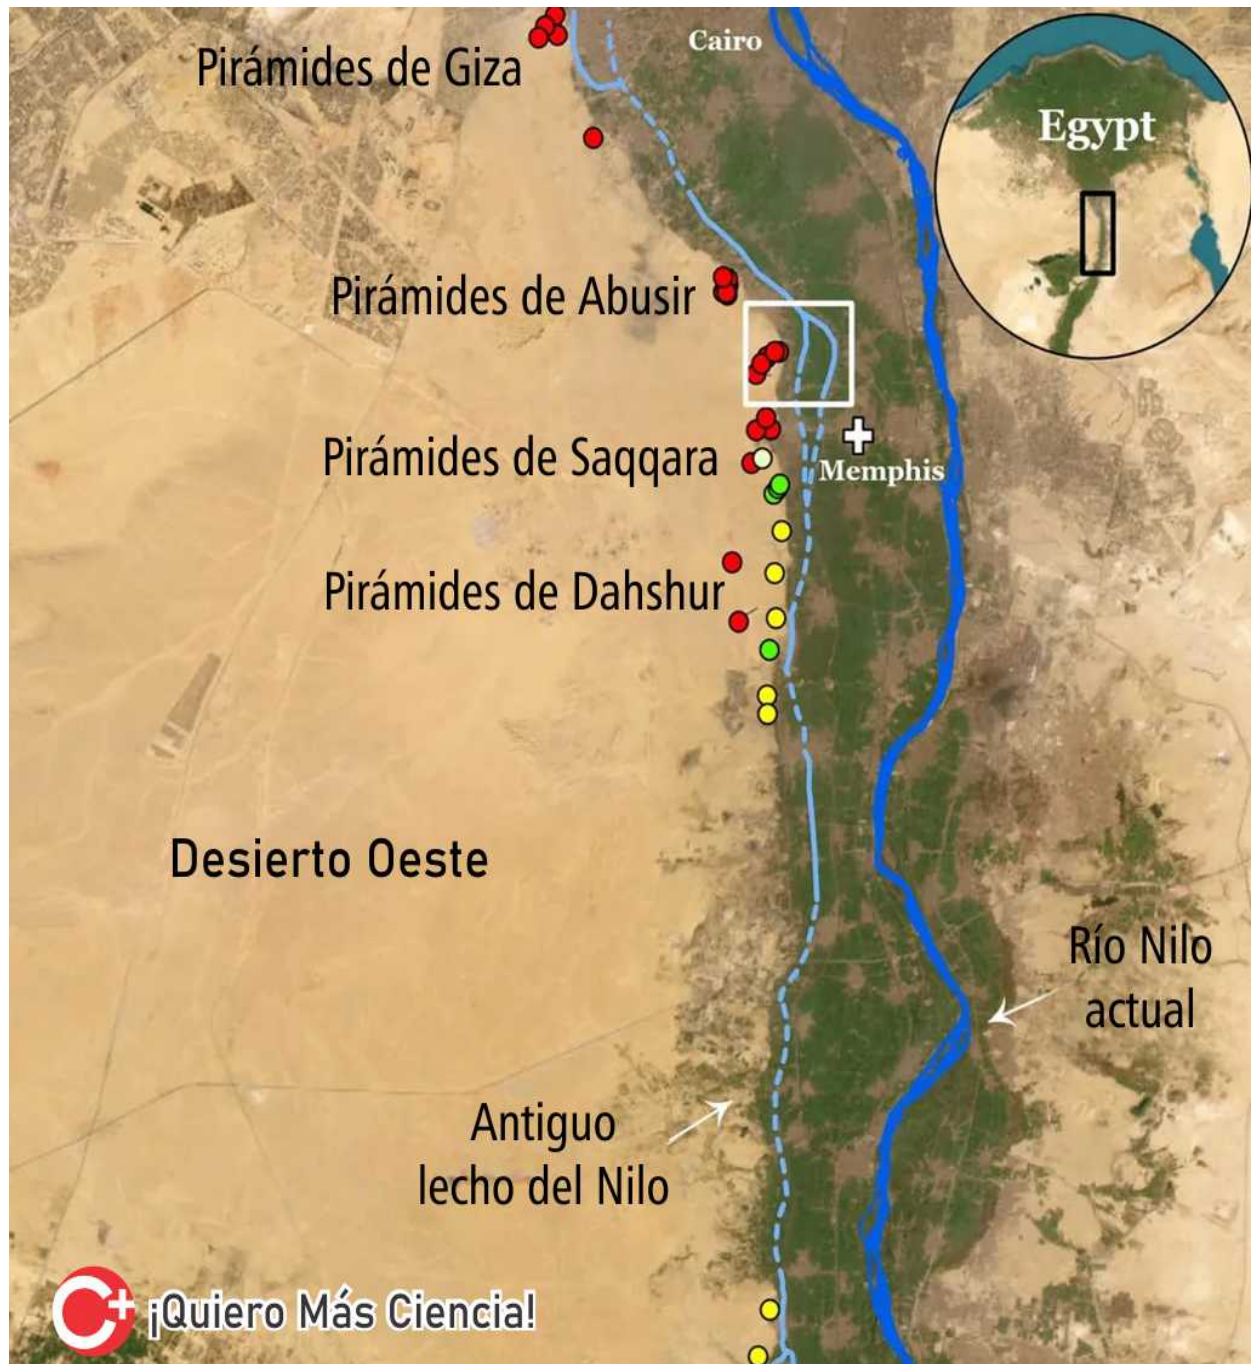 Cairo
Pirámides de Giza
Egypt
Pirámides de Abusir
Pirámides de Saqqara
Memphis
Pirámides de Dahshur
Desierto Oeste
Río Nilo
actual
Antiguo
lecho del Nilo
C+ ¡Quiero Más Ciencia!